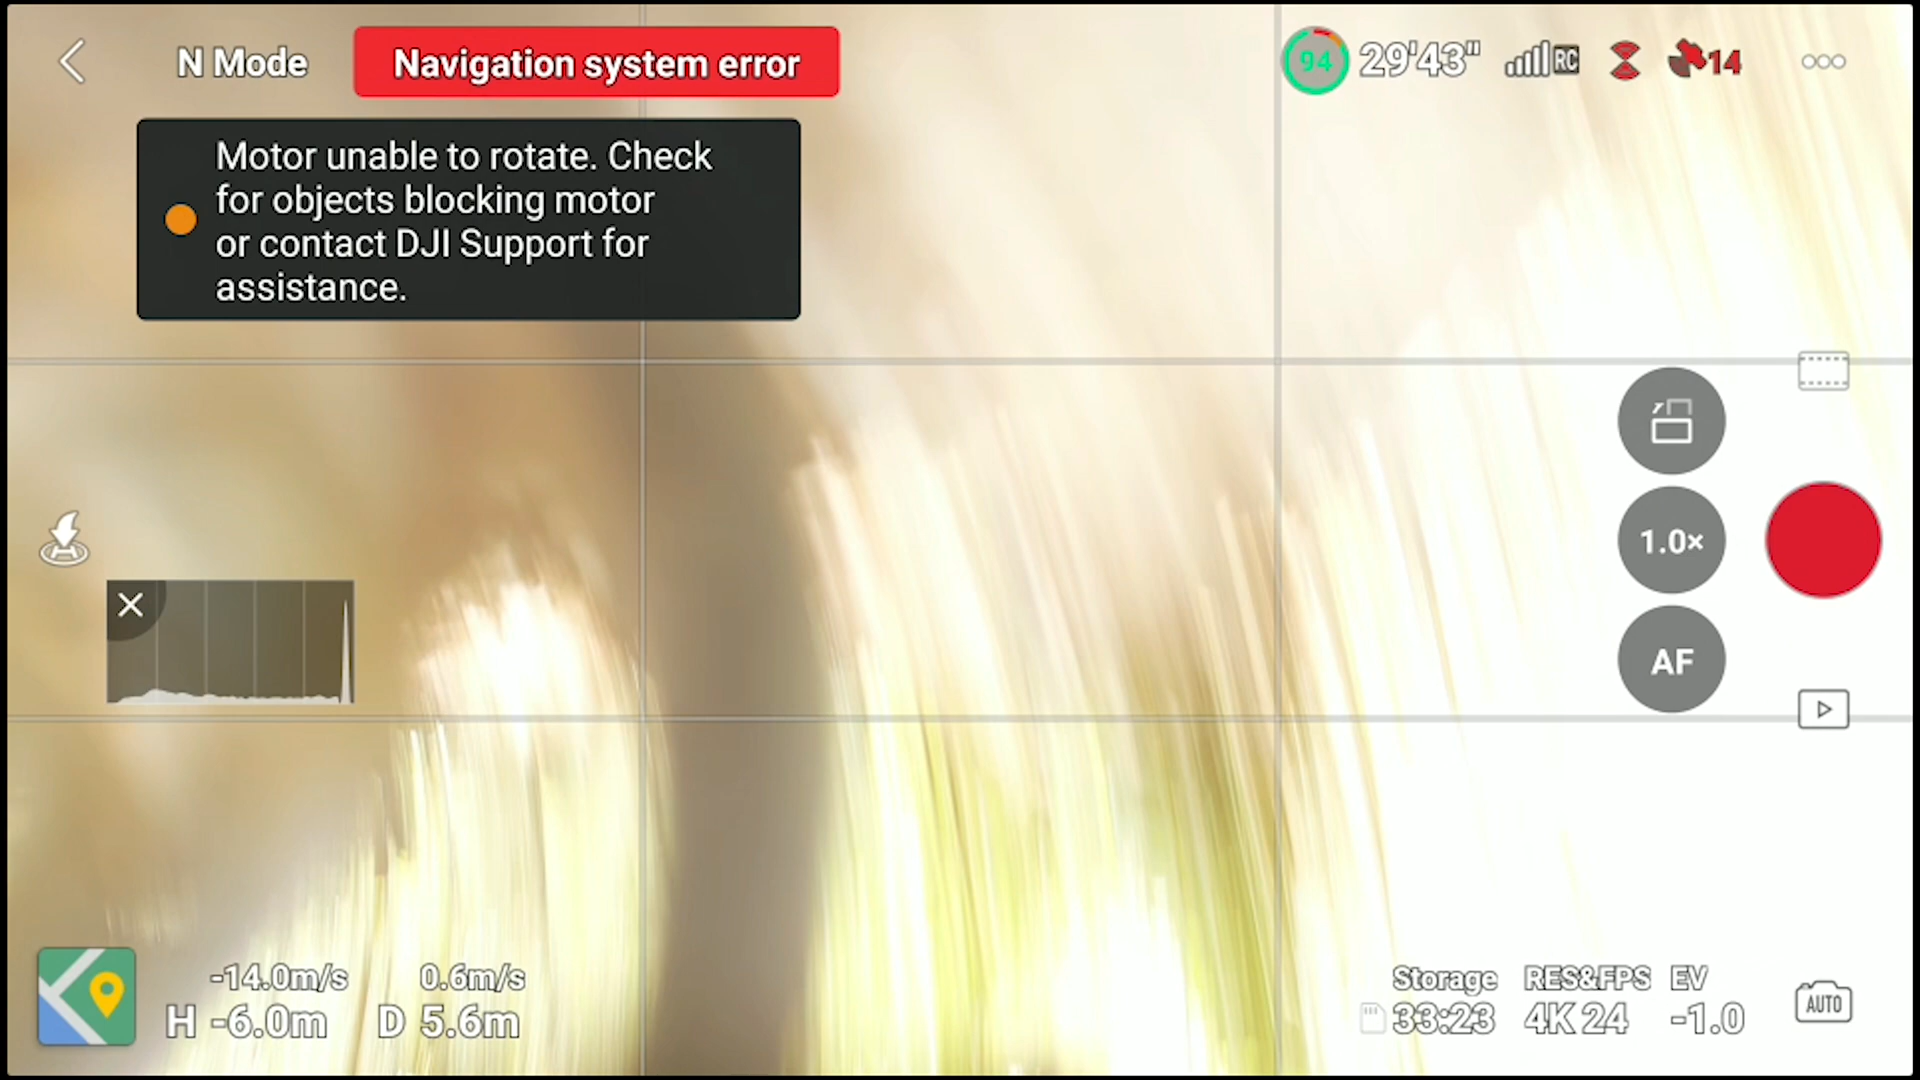 N Mode
Navigation system error
94
29'43"
RC
14
Motor unable to rotate. Check
for objects blocking motor
or contact DJI Support for
assistance.
1.0×
AF
-14.0m/s 0.6m/s
H -6.0m D 5.6m
Storage RES&FPS EV
33:23 4K 24 -1.0
AUTO